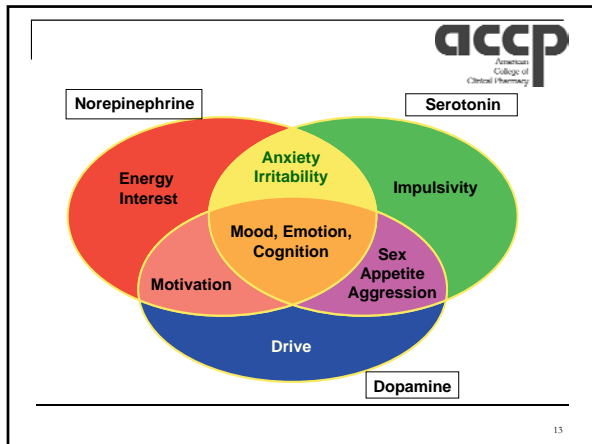 accp
American
College of
Clinical Pharmacy
Norepinephrine
Serotonin
Energy
Interest
Anxiety
Irritability
Impulsivity
Mood, Emotion,
Cognition
Motivation
Sex
Appetite
Aggression
Drive
Dopamine
13